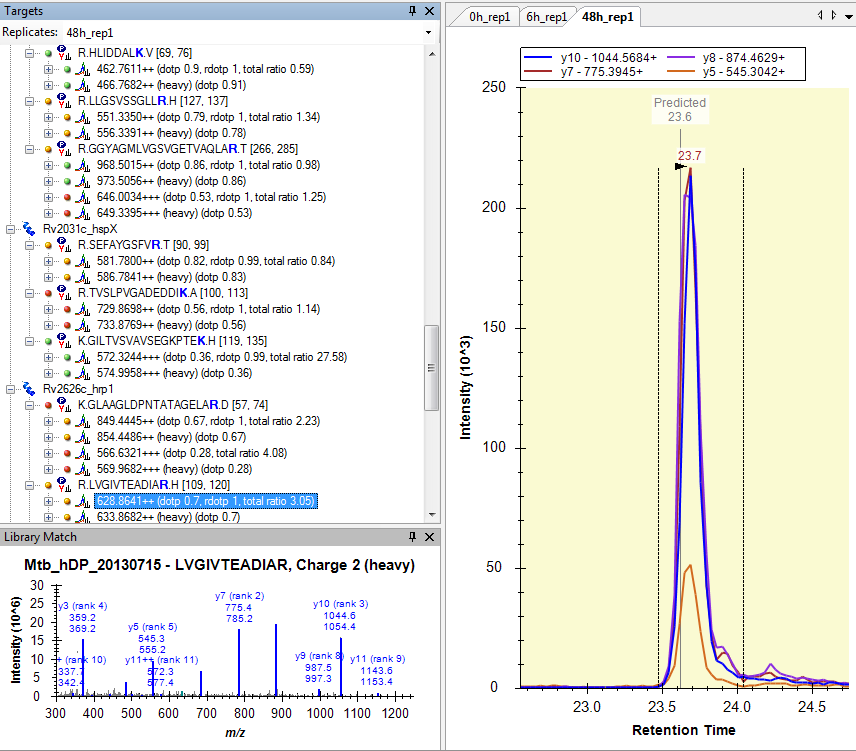 Targets
Replicates: 48h_rep1
R.HLIDDALK.V [69, 76]
462.7611++ (dotp 0.9, rdotp 1, total ratio 0.59)
466.7682++ (heavy) (dotp 0.91)
R.LLGSVSSGLLR.H [127, 137]
551.3350++ (dotp 0.79, rdotp 1, total ratio 1.34)
556.3391++ (heavy) (dotp 0.78)
R.GGYAGMLVGSVGETVAQLAR.T [266, 285]
968.5015++ (dotp 0.86, rdotp 1, total ratio 0.98)
973.5056++ (heavy) (dotp 0.86)
646.0034+++ (dotp 0.53, rdotp 1, total ratio 1.25)
649.3395+++ (heavy) (dotp 0.53)
Rv2031c_hspX
R.SEFAYGSFVR.T [90, 99]
581.7800++ (dotp 0.82, rdotp 0.99, total ratio 0.84)
586.7841++ (heavy) (dotp 0.83)
R.TVSLPVGADEDDIK.A [100, 113]
729.8698++ (dotp 0.56, rdotp 1, total ratio 1.14)
733.8769++ (heavy) (dotp 0.56)
K.GILTVSVAVSEGKPTEK.H [119, 135]
572.3244+++ (dotp 0.36, rdotp 0.99, total ratio 27.58)
574.9958+++ (heavy) (dotp 0.36)
Rv2626c_hrp1
K.GLAAGLDPNTATAGELAR.D [57, 74]
849.4445++ (dotp 0.67, rdotp 1, total ratio 2.23)
854.4486++ (heavy) (dotp 0.67)
566.6321+++ (dotp 0.28, rdotp 1, total ratio 4.08)
569.9682+++ (heavy) (dotp 0.28)
R.LVGIVTEADIAR.H [109, 120]
628.8641++ (dotp 0.7, rdotp 1, total ratio 3.05)
633.8682++ (heavy) (dotp 0.7)
Library Match
Mtb_hDP_20130715 - LVGIVTEADIAR, Charge 2 (heavy)
Intensity (10^6)
30
25
20
15
10
5
0
y3 (rank 4)
359.2
369.2
y5 (rank 5)
545.3
555.2
y7 (rank 2)
775.4
785.2
y10 (rank 3)
1044.6
1054.4
+ (rank 10)
337.7
342.4
y11++ (rank 11)
572.3
577.4
y9 (rank 8)
987.5
997.3
y11 (rank 9)
1143.6
1153.4
300 400 500 600 700 800 900 1000 1100 1200
m/z
0h_rep1 6h_rep1 48h_rep1
y10 - 1044.5684+ y8 - 874.4629+
y7 - 775.3945+ y5 - 545.3042+
Predicted
23.6
23.7
Intensity (10^3)
250
200
150
100
50
0
23.0 23.5 24.0 24.5
Retention Time